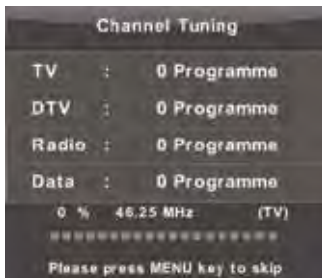 Channel Tuning
TV : 0 Programme
DTV : 0 Programme
Radio : 0 Programme
Data : 0 Programme
0 % 46.25 MHz (TV)
Please press MENU key to skip